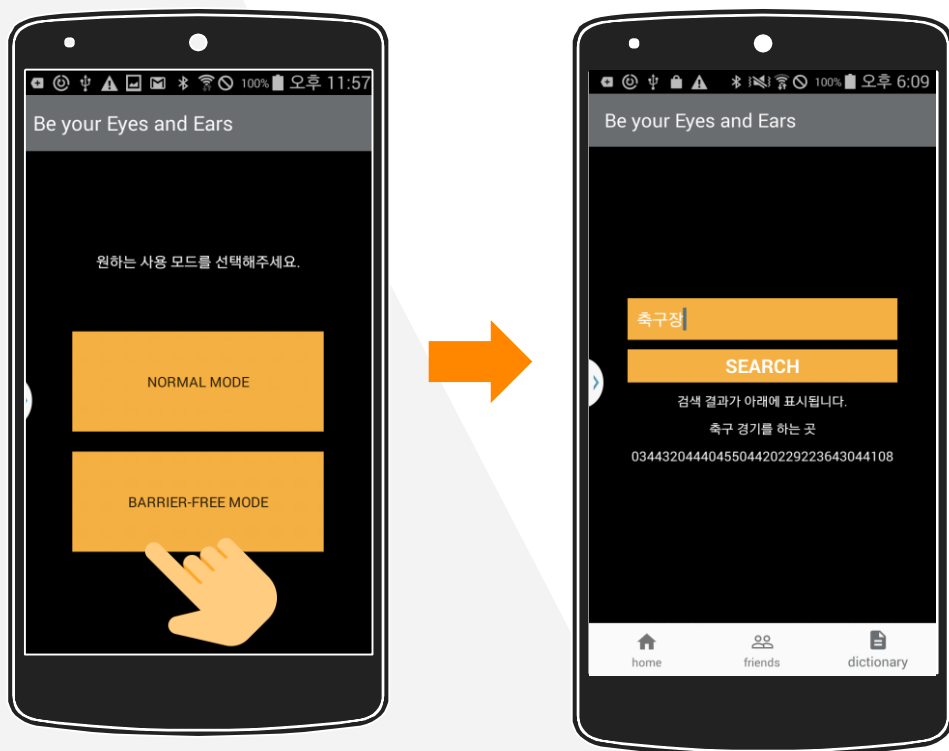 100% 오후 11:57
Be your Eyes and Ears
원하는 사용 모드를 선택해주세요.
NORMAL MODE
BARRIER-FREE MODE
100% 오후 6:09
Be your Eyes and Ears
축구장
SEARCH
검색 결과가 아래에 표시됩니다.
축구 경기를 하는 곳
0344320444045504420229223643044108
home friends dictionary